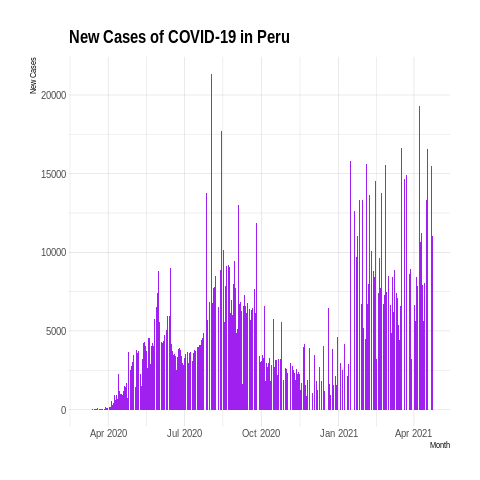 New Cases of COVID-19 in Peru
New Cases
20000
15000
10000
5000
0
Apr 2020 Jul 2020 Oct 2020 Jan 2021 Apr 2021
Month